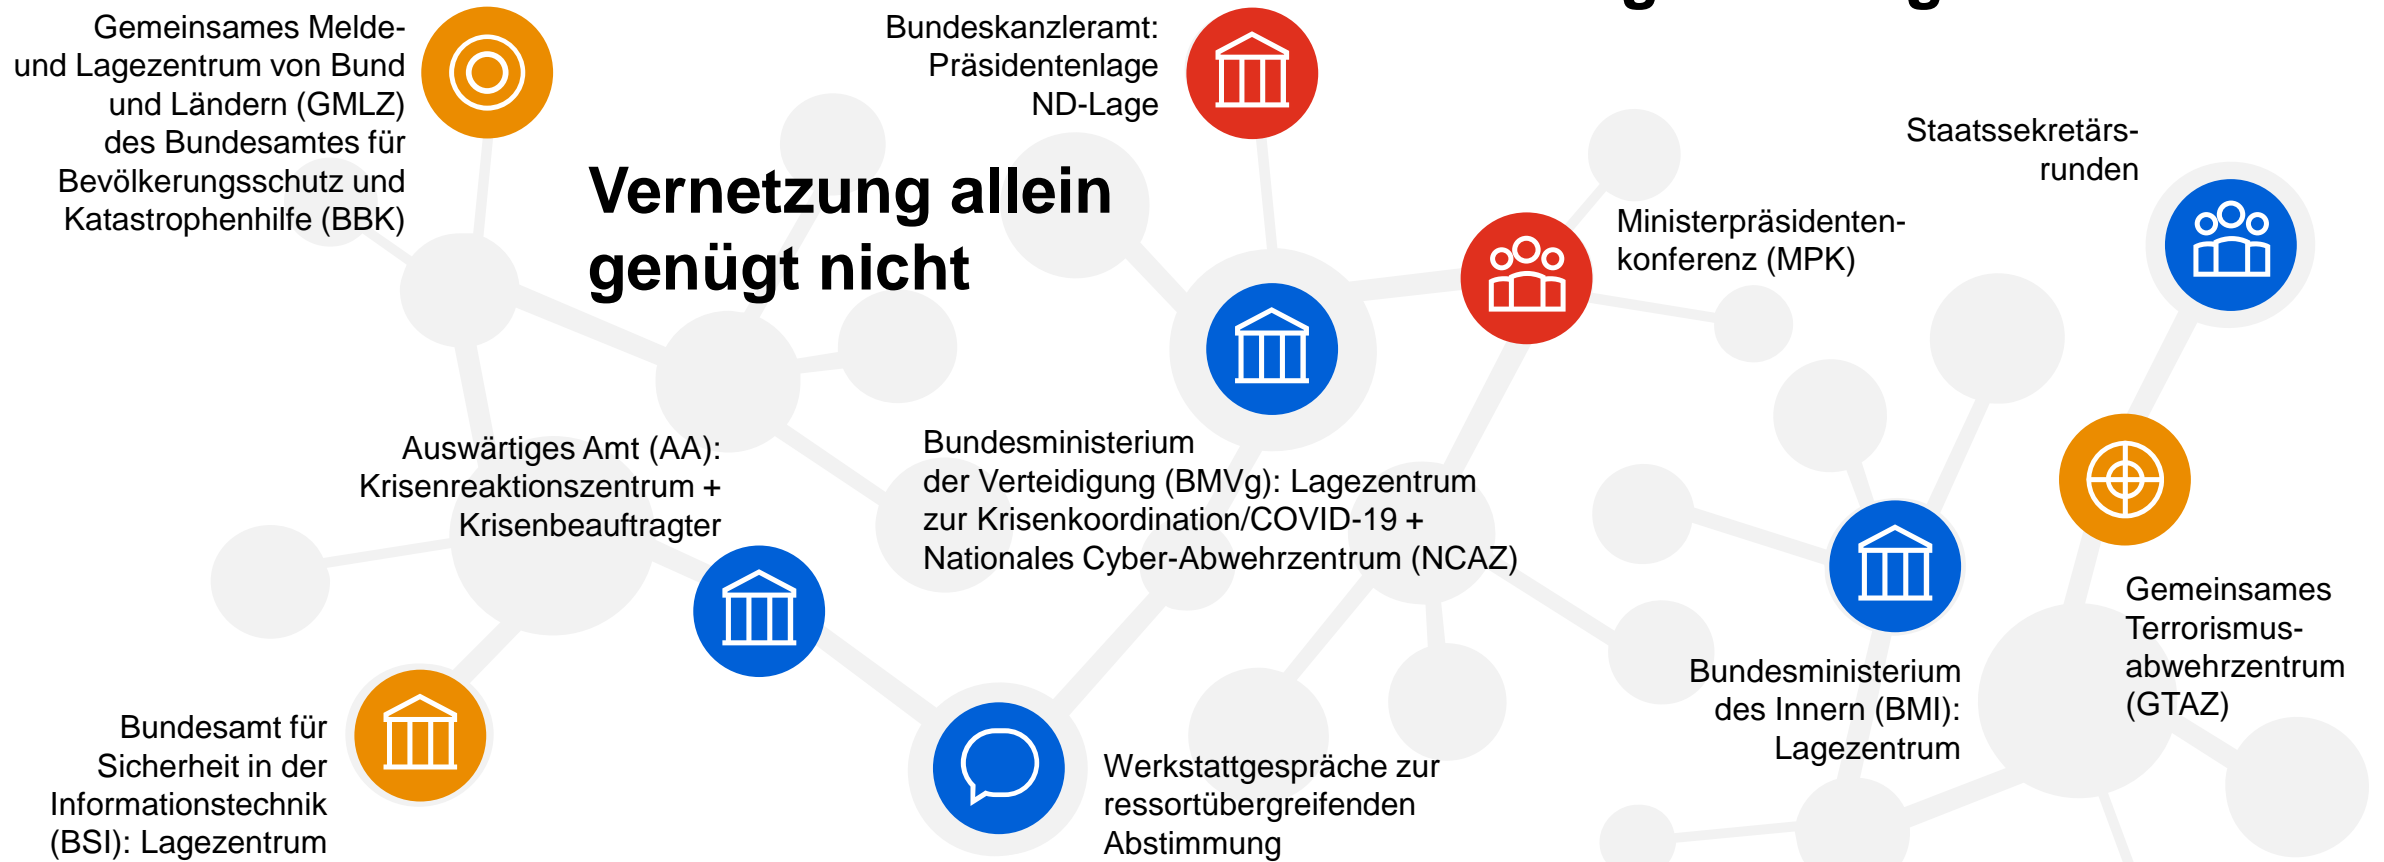 Gemeinsames Melde-
und Lagezentrum von Bund
und Ländern (GMLZ)
des Bundesamtes für
Bevölkerungsschutz und
Katastrophenhilfe (BBK)
Bundeskanzleramt:
Präsidentenlage
ND-Lage
Vernetzung allein
genügt nicht
Staatssekretärs-
runden
Ministerpräsidenten-
konferenz (MPK)
Auswärtiges Amt (AA):
Krisenreaktionszentrum +
Krisenbeauftragter
Bundesministerium
der Verteidigung (BMVg): Lagezentrum
zur Krisenkoordination/COVID-19 +
Nationales Cyber-Abwehrzentrum (NCAZ)
Gemeinsames
Terrorismus-
abwehrzentrum
(GTAZ)
Bundesministerium
des Innern (BMI):
Lagezentrum
Bundesamt für
Sicherheit in der
Informationstechnik
(BSI): Lagezentrum
Werkstattgespräche zur
ressortübergreifenden
Abstimmung